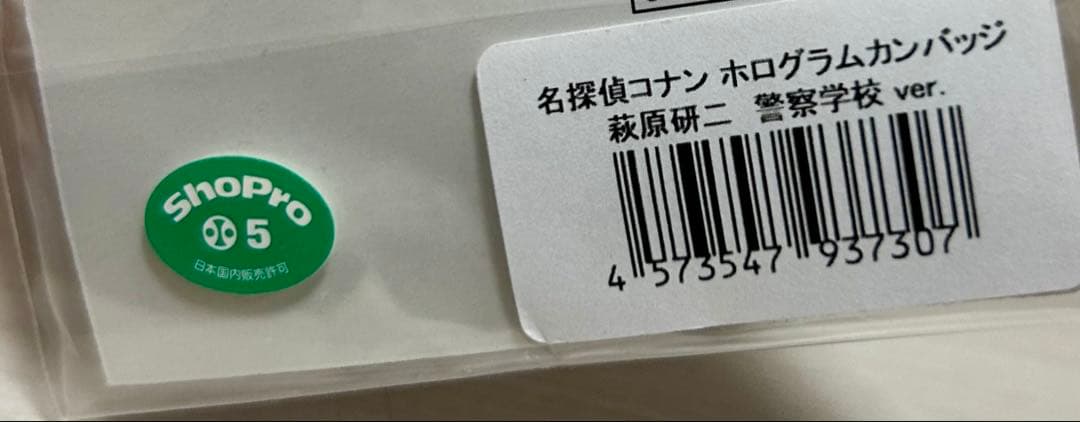 名探偵コナン ホログラムカンバッジ
萩原研二 警察学校 ver.
4 573547 937307
ShoPro
5
日本国内販売許可